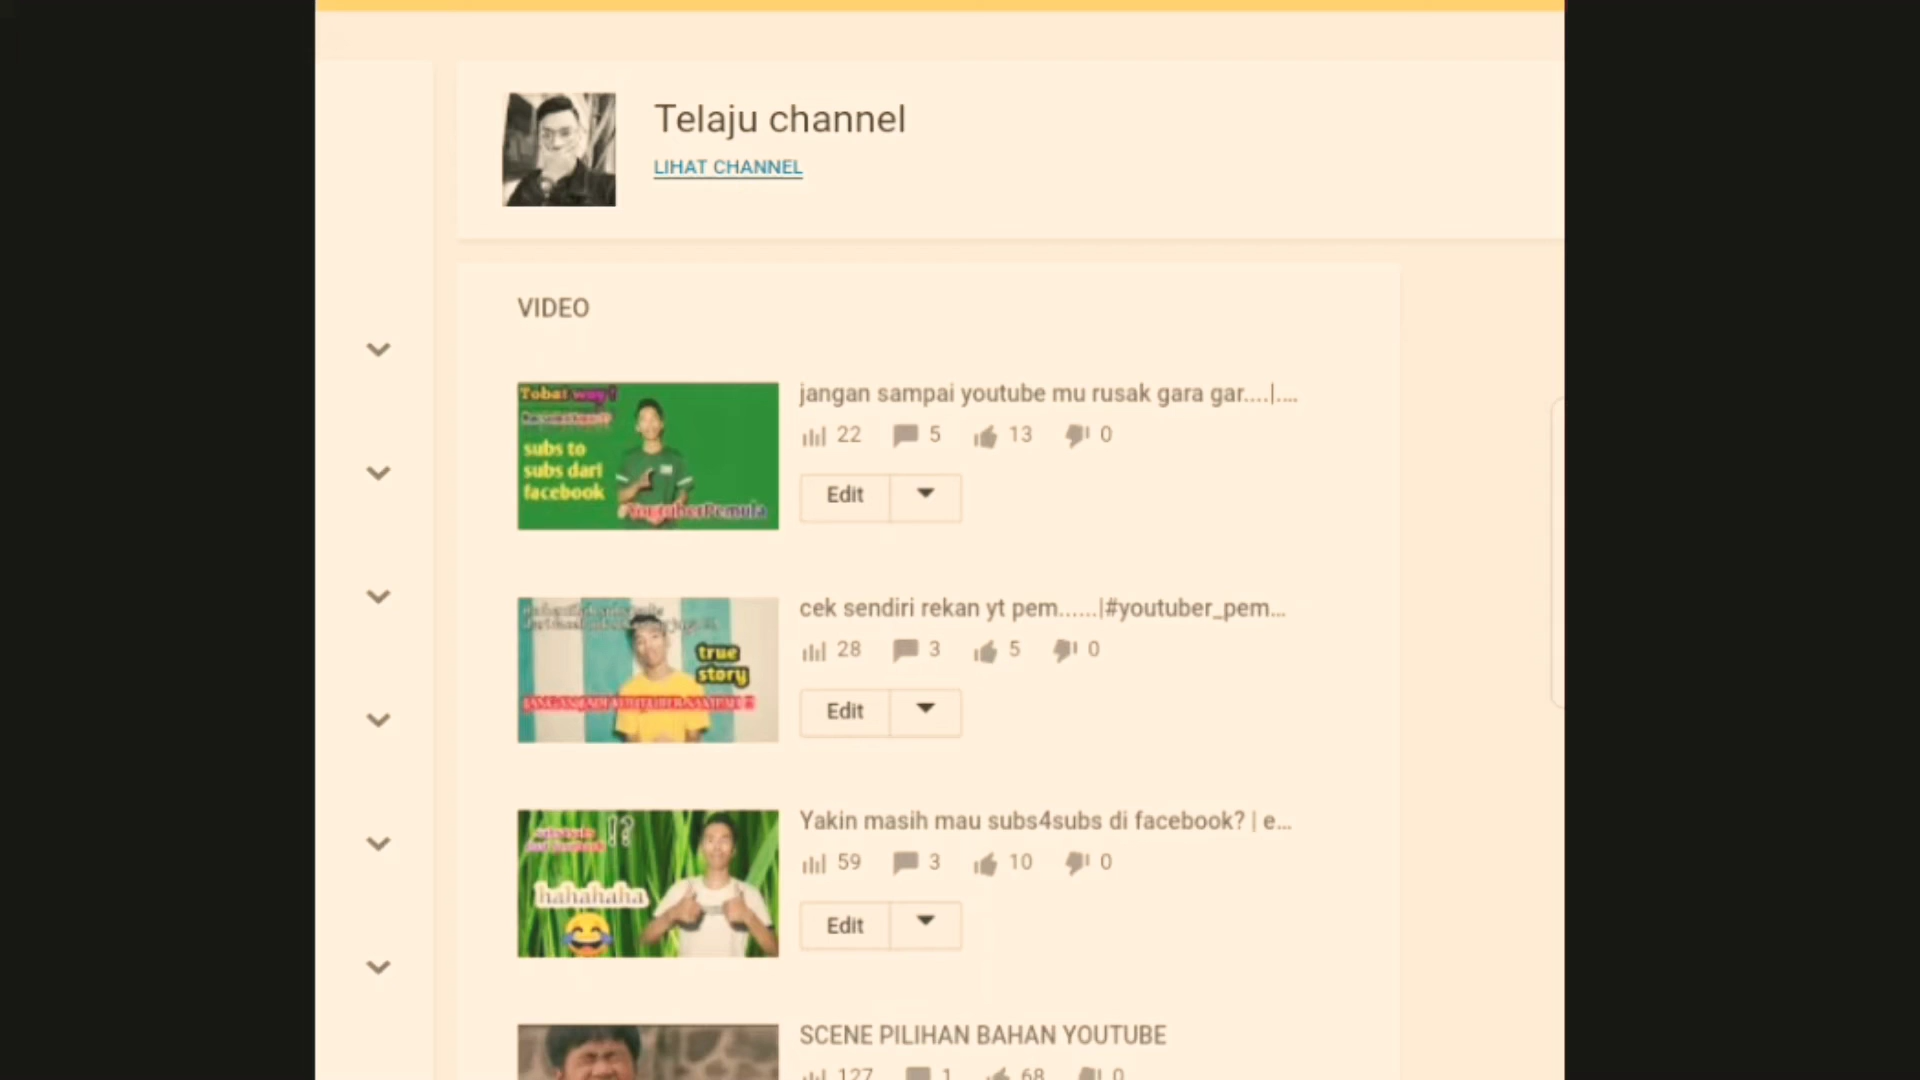 Telaju channel
LIHAT CHANNEL
VIDEO
Tobat
subs to
subs dari
facebook
#YoutuberPemula
jangan sampai youtube mu rusak gara gar....|....
22 5 13 0
Edit
true
story
cek sendiri rekan yt pem......|#youtuber_pem...
28 3 5 0
Edit
!?
hahahaha
Yakin masih mau subs4subs di facebook? | e...
59 3 10 0
Edit
SCENE PILIHAN BAHAN YOUTUBE
127 1 68 0